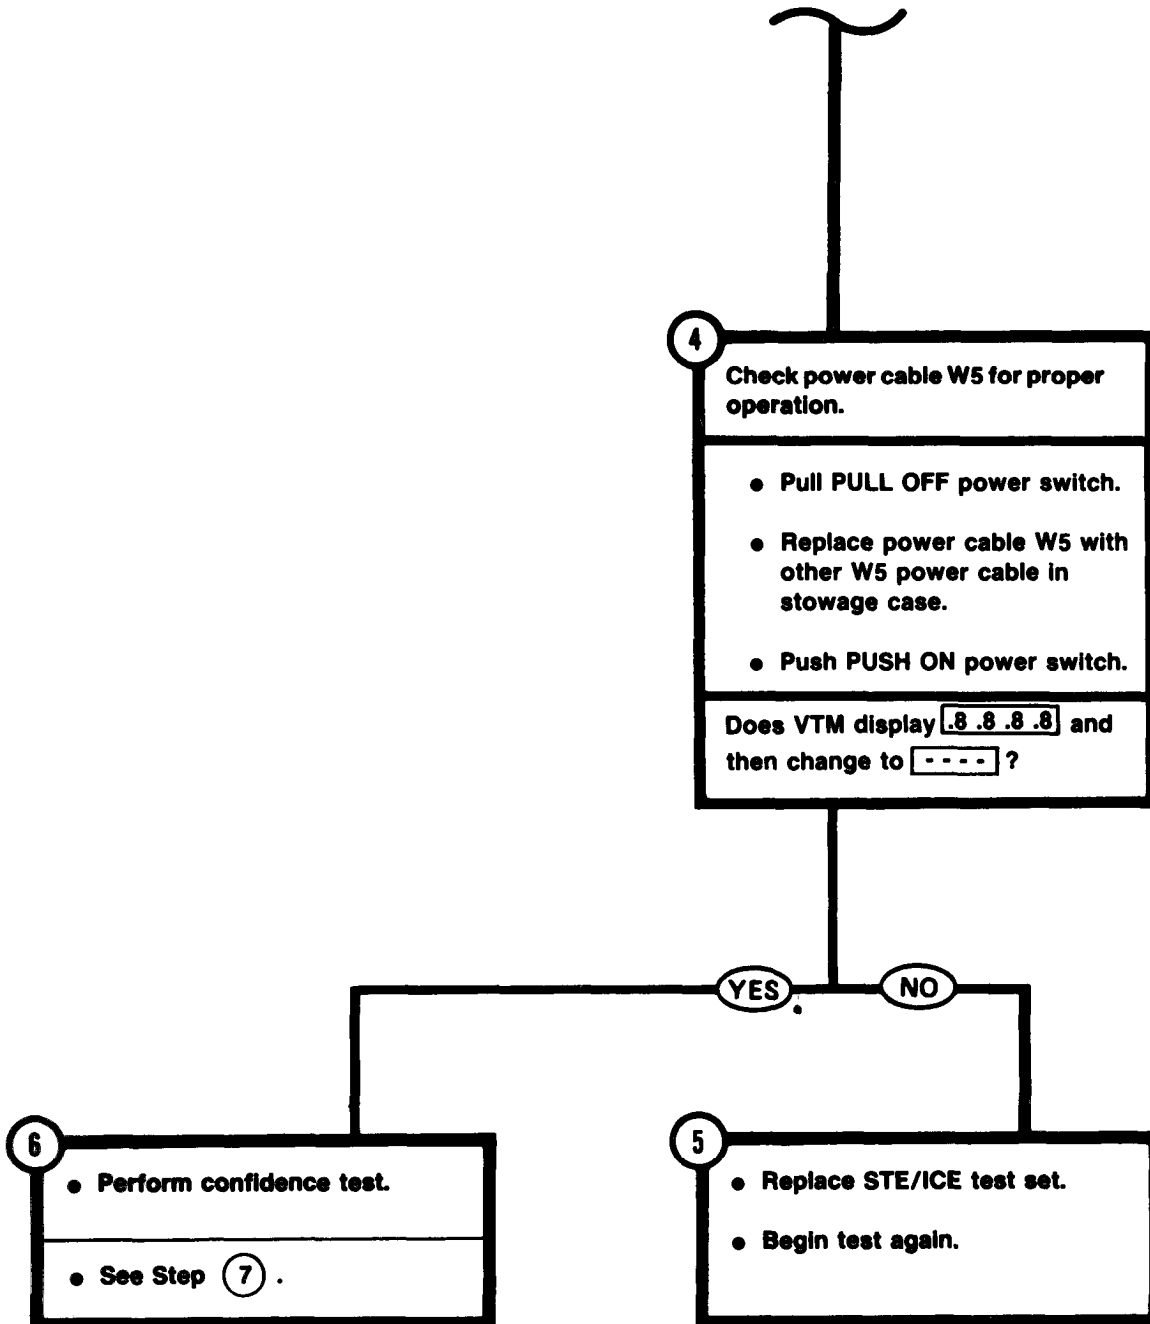 4
Check power cable W5 for proper
operation.
• Pull PULL OFF power switch.
• Replace power cable W5 with
other W5 power cable in
stowage case.
• Push PUSH ON power switch.
Does VTM display .8 .8 .8 .8 and
then change to - - - - ?
YES
NO
6
• Perform confidence test.
• See Step 7 .
5
• Replace STE/ICE test set.
• Begin test again.